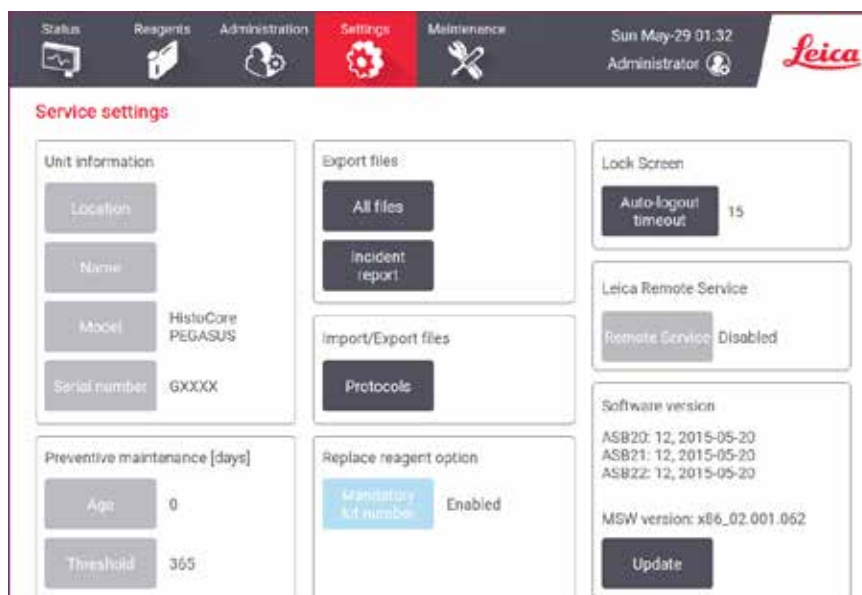 Status Reagents Administration Settings Maintenance
Sun May-29 01:32
Administrator
Leica
Service settings
Unit information
Location
Name
Model
HistoCore
PEGASUS
Serial number
GXXXX
Preventive maintenance [days]
Age
0
Threshold
365
Export files
All files
Incident
report
Import/Export files
Protocols
Replace reagent option
Mandatory
lot number
Enabled
Lock Screen
Auto-logout
timeout
15
Leica Remote Service
Remote Service
Disabled
Software version
ASB20: 12, 2015-05-20
ASB21: 12, 2015-05-20
ASB22: 12, 2015-05-20
MSW version: x86_02.001.062
Update